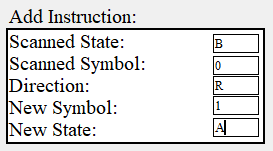 Add Instruction:
Scanned State: B
Scanned Symbol: 0
Direction: R
New Symbol: 1
New State: A